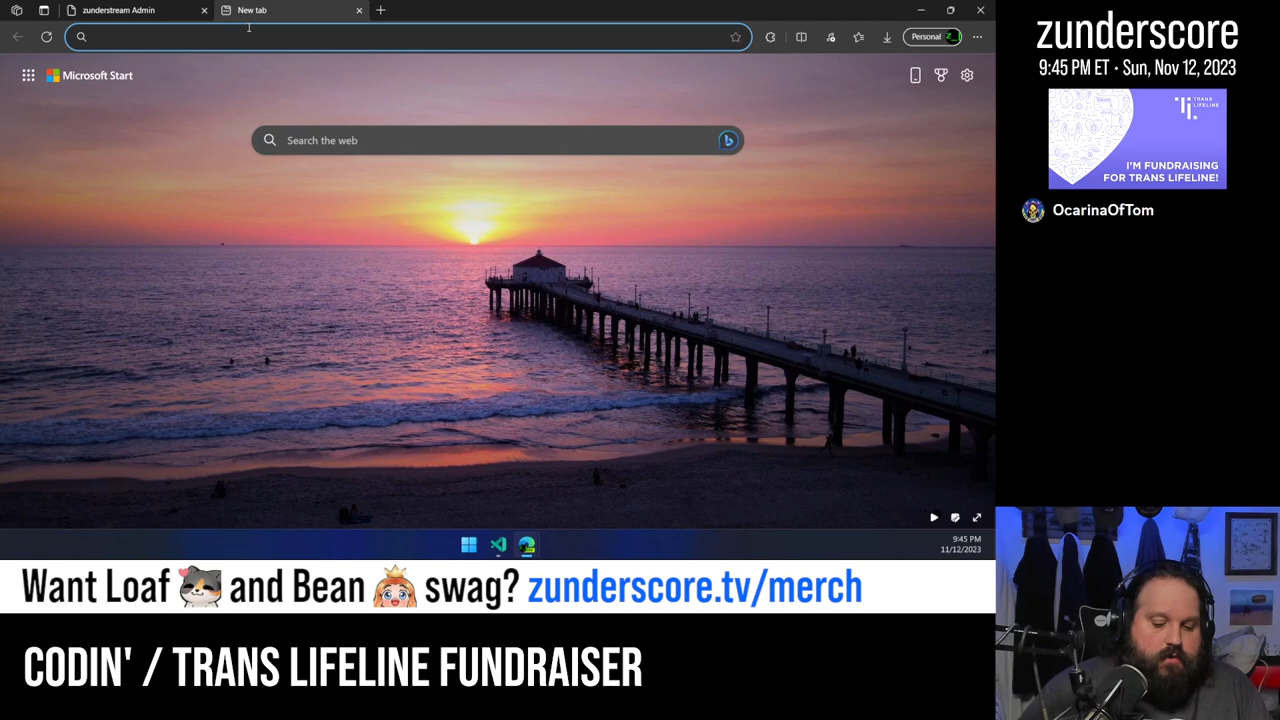 zunderstream Admin
New tab
Personal
zunderscore
9:45 PM ET • Sun, Nov 12, 2023
Microsoft Start
Search the web
TRANS
LIFELINE
I'M FUNDRAISING
FOR TRANS LIFELINE!
OcarinaOfTom
9:45 PM
11/12/2023
Want Loaf and Bean swag? zunderscore.tv/merch
CODIN' / TRANS LIFELINE FUNDRAISER